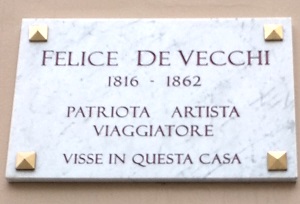 FELICE DE VECCHI
1816 - 1862
PATRIOTA ARTISTA
VIAGGIATORE
VISSE IN QUESTA CASA